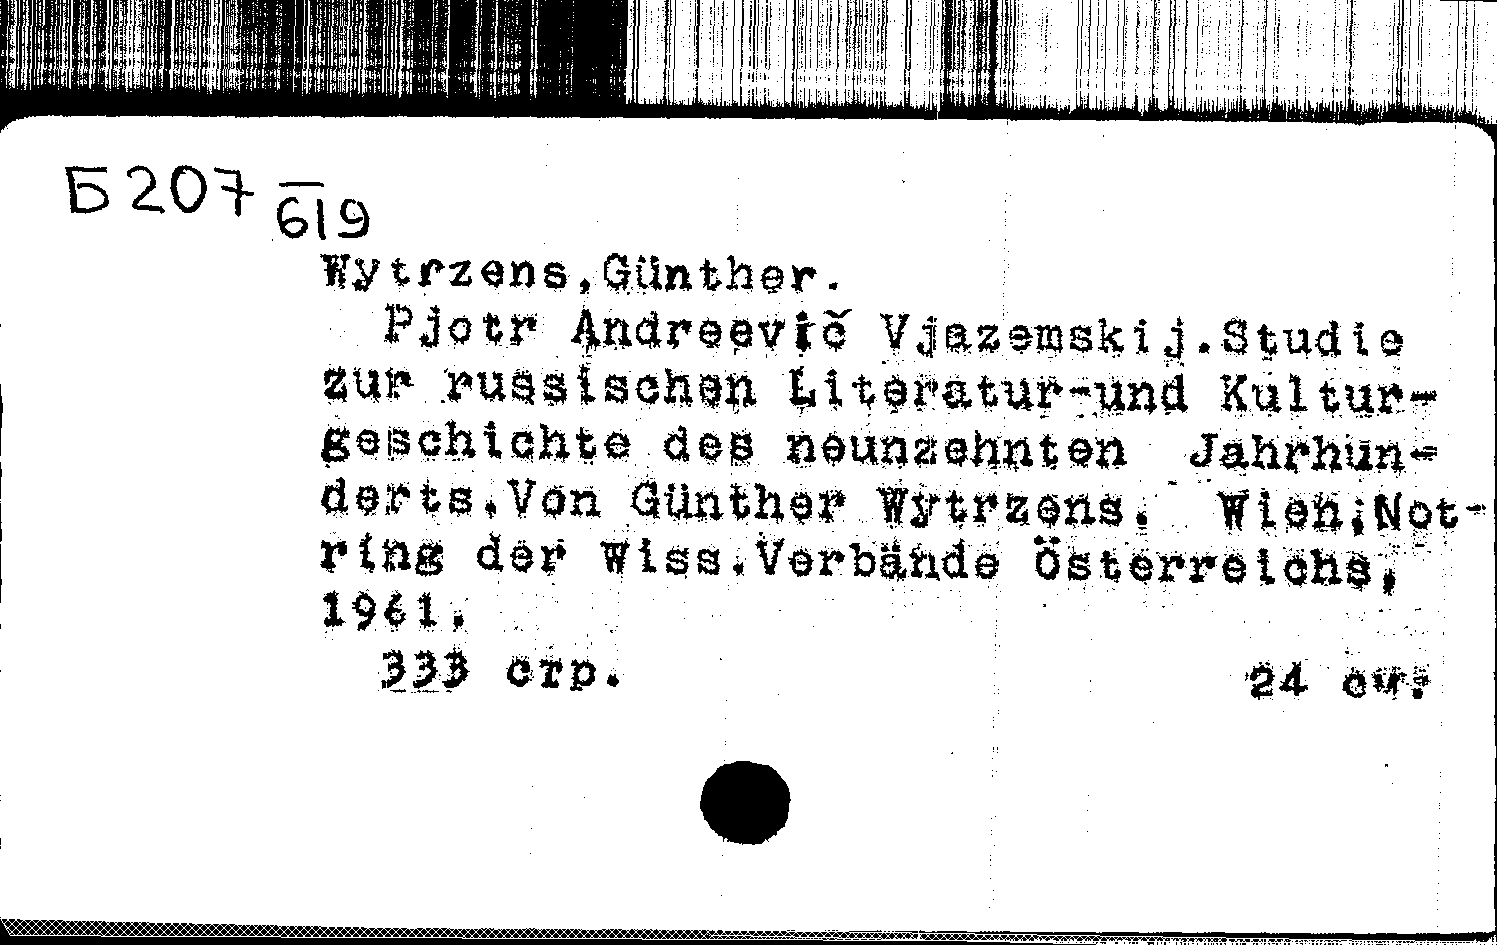 Б 207 619
Wytrzens,Günther.
Pjotr Andreevič Vjazemskij.Studie
zur russischen Literatur-und Kultur-
geschichte des neunzehnten Jahrhun-
derts.Von Günther Wytrzens. Wien,Not-
ring der Wiss.Verbände Österreichs,
1961.
333 стр. 24 см.